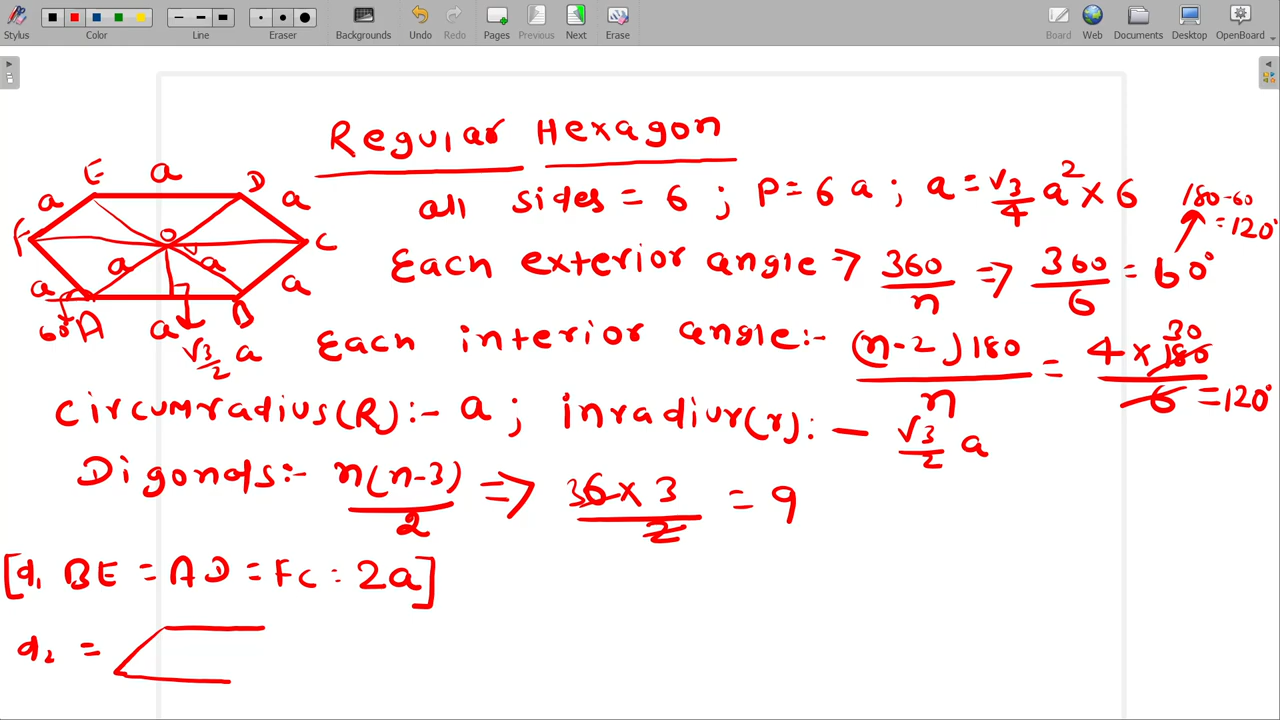 Stylus Color Line Eraser Backgrounds Undo Redo Pages Previous Next Erase Board Web Documents Desktop OpenBoard
Regular Hexagon
E a D
a a
F O C
a a
a a
60° A a B
√3/2 a
all sides = 6 ; P = 6a ; a = √3/4 a² × 6
180-60
= 120°
Each exterior angle ⇒ 360/n ⇒ 360/6 = 60°
Each interior angle:- (n-2)180/n = 4 × 180/6 = 120°
30
Circumradius(R):- a ; inradiur(r): - √3/2 a
Digonals:- n(n-3)/2 ⇒ 36 × 3/2 = 9
[d₁ BE = AD = FC = 2a]
d₂ =